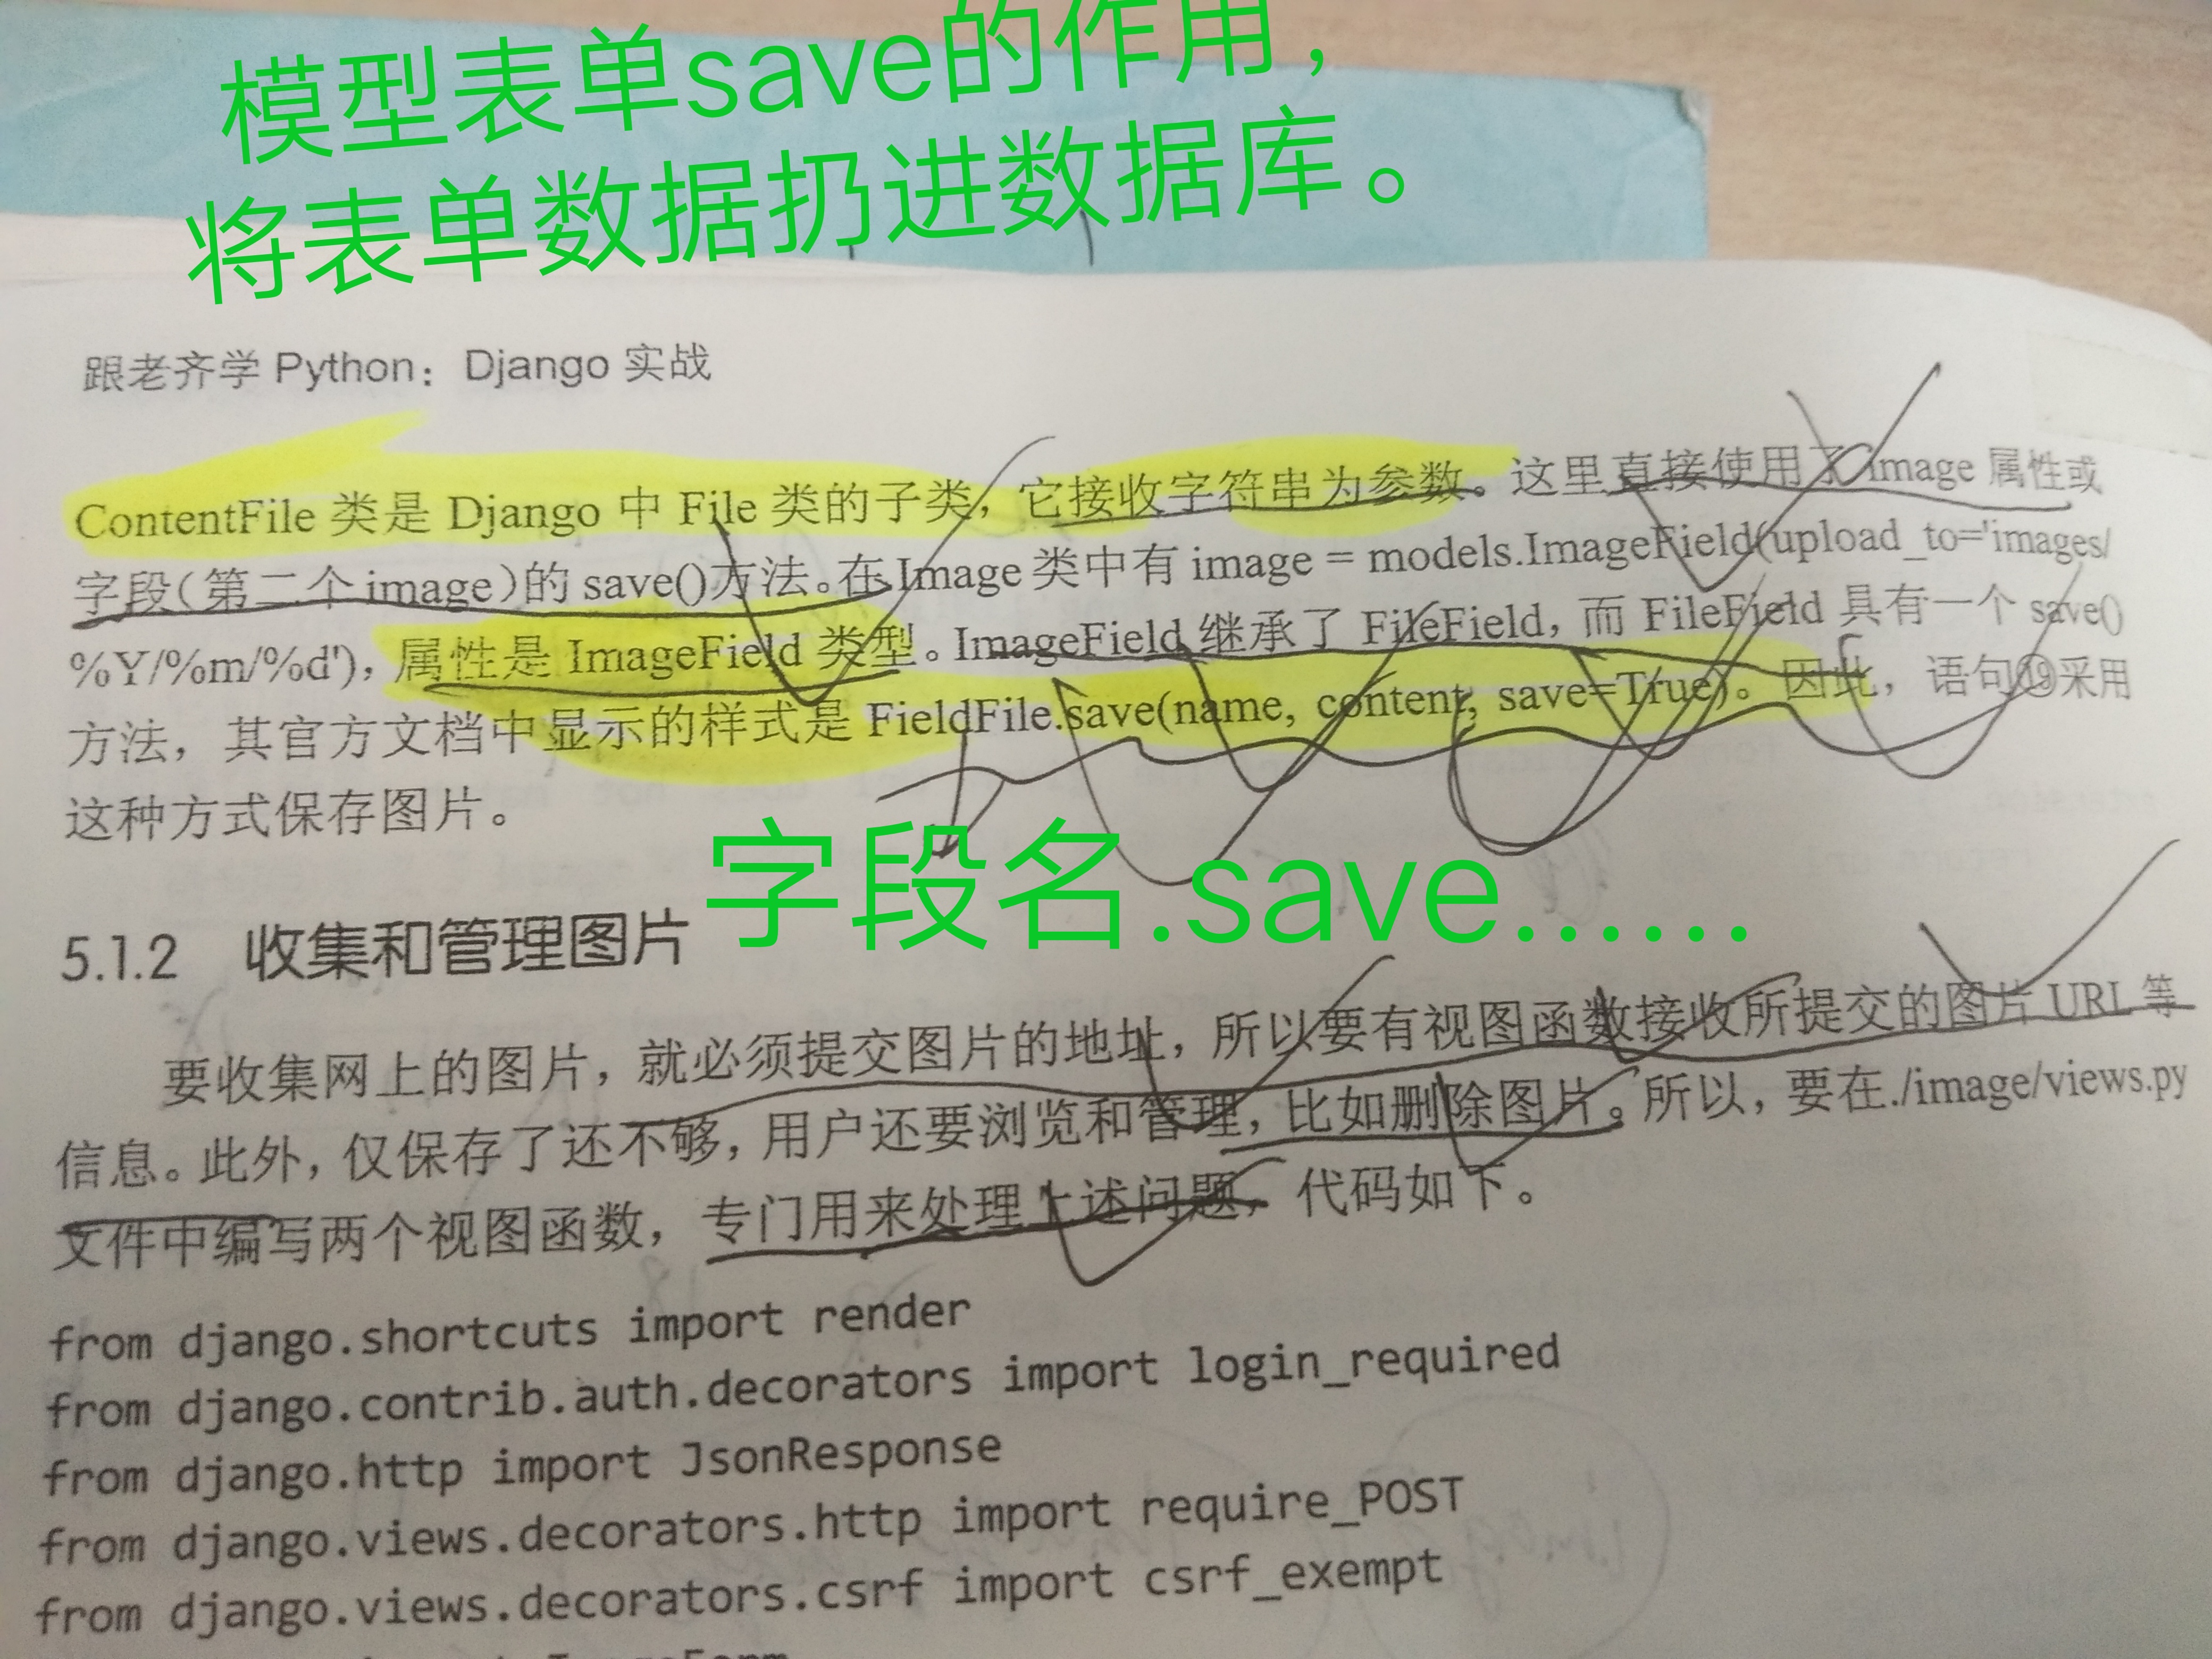 模型表单save的作用，
将表单数据扔进数据库。
跟老齐学 Python：Django 实战
ContentFile 类是 Django 中 File 类的子类，它接收字符串为参数。这里直接使用了 image 属性或
字段（第二个 image）的 save()方法。在 Image 类中有 image = models.ImageField(upload_to='images/
%Y/%m/%d')，属性是 ImageField 类型。ImageField 继承了 FileField，而 FileField 具有一个 save()
方法，其官方文档中显示的样式是 FieldFile.save(name, content, save=True)。因此，语句⑲采用
这种方式保存图片。
字段名.save......
5.1.2 收集和管理图片
要收集网上的图片，就必须提交图片的地址，所以要有视图函数接收所提交的图片 URL 等
信息。此外，仅保存了还不够，用户还要浏览和管理，比如删除图片。所以，要在./image/views.py
文件中编写两个视图函数，专门用来处理上述问题，代码如下。
from django.shortcuts import render
from django.contrib.auth.decorators import login_required
from django.http import JsonResponse
from django.views.decorators.http import require_POST
from django.views.decorators.csrf import csrf_exempt